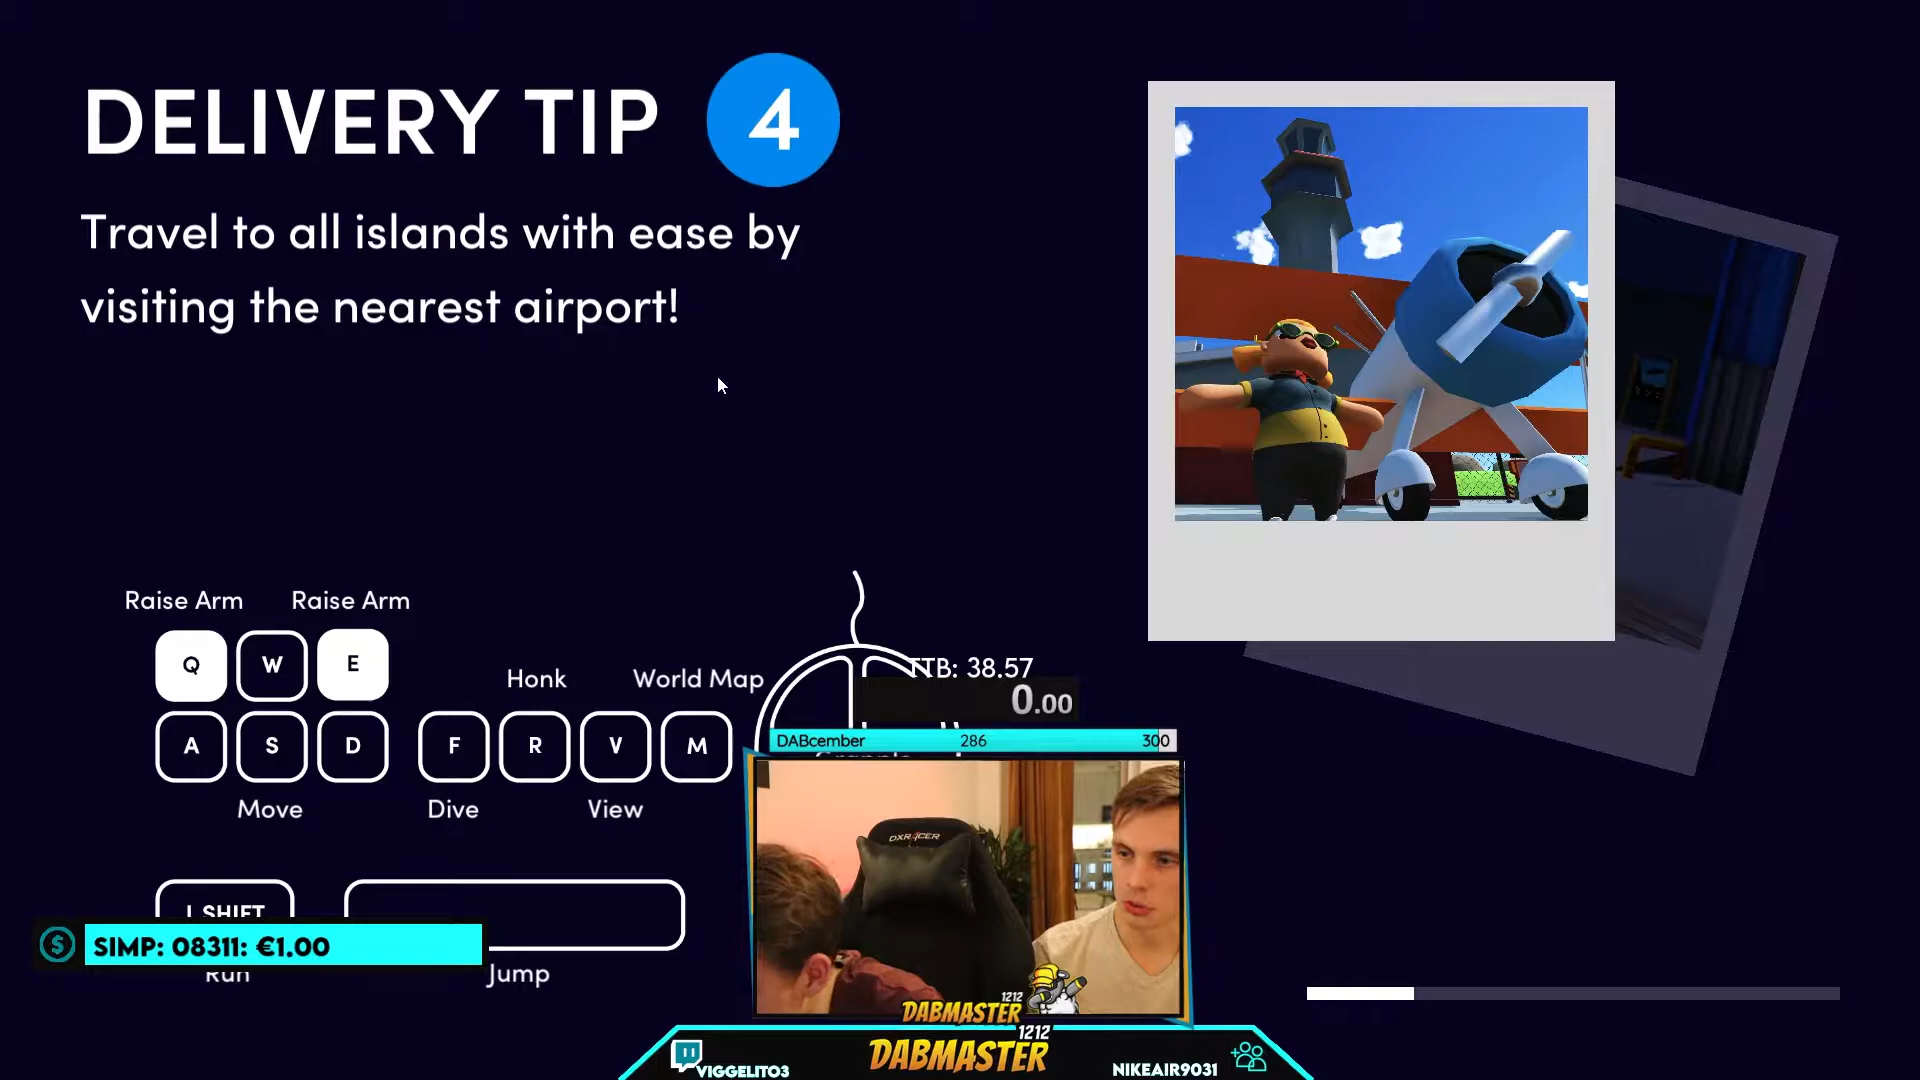 DELIVERY TIP 4
Travel to all islands with ease by
visiting the nearest airport!
Raise Arm Raise Arm
Q W E
Honk World Map
A S D F R V M
Move Dive View
L SHIFT
Run Jump
TTB: 38.57
0.00
DABcember 286 300
DXRACER
SIMP: 08311: €1.00
1212
DABMASTER
1212
DABMASTER
VIGGELITO3
NIKEAIR9031